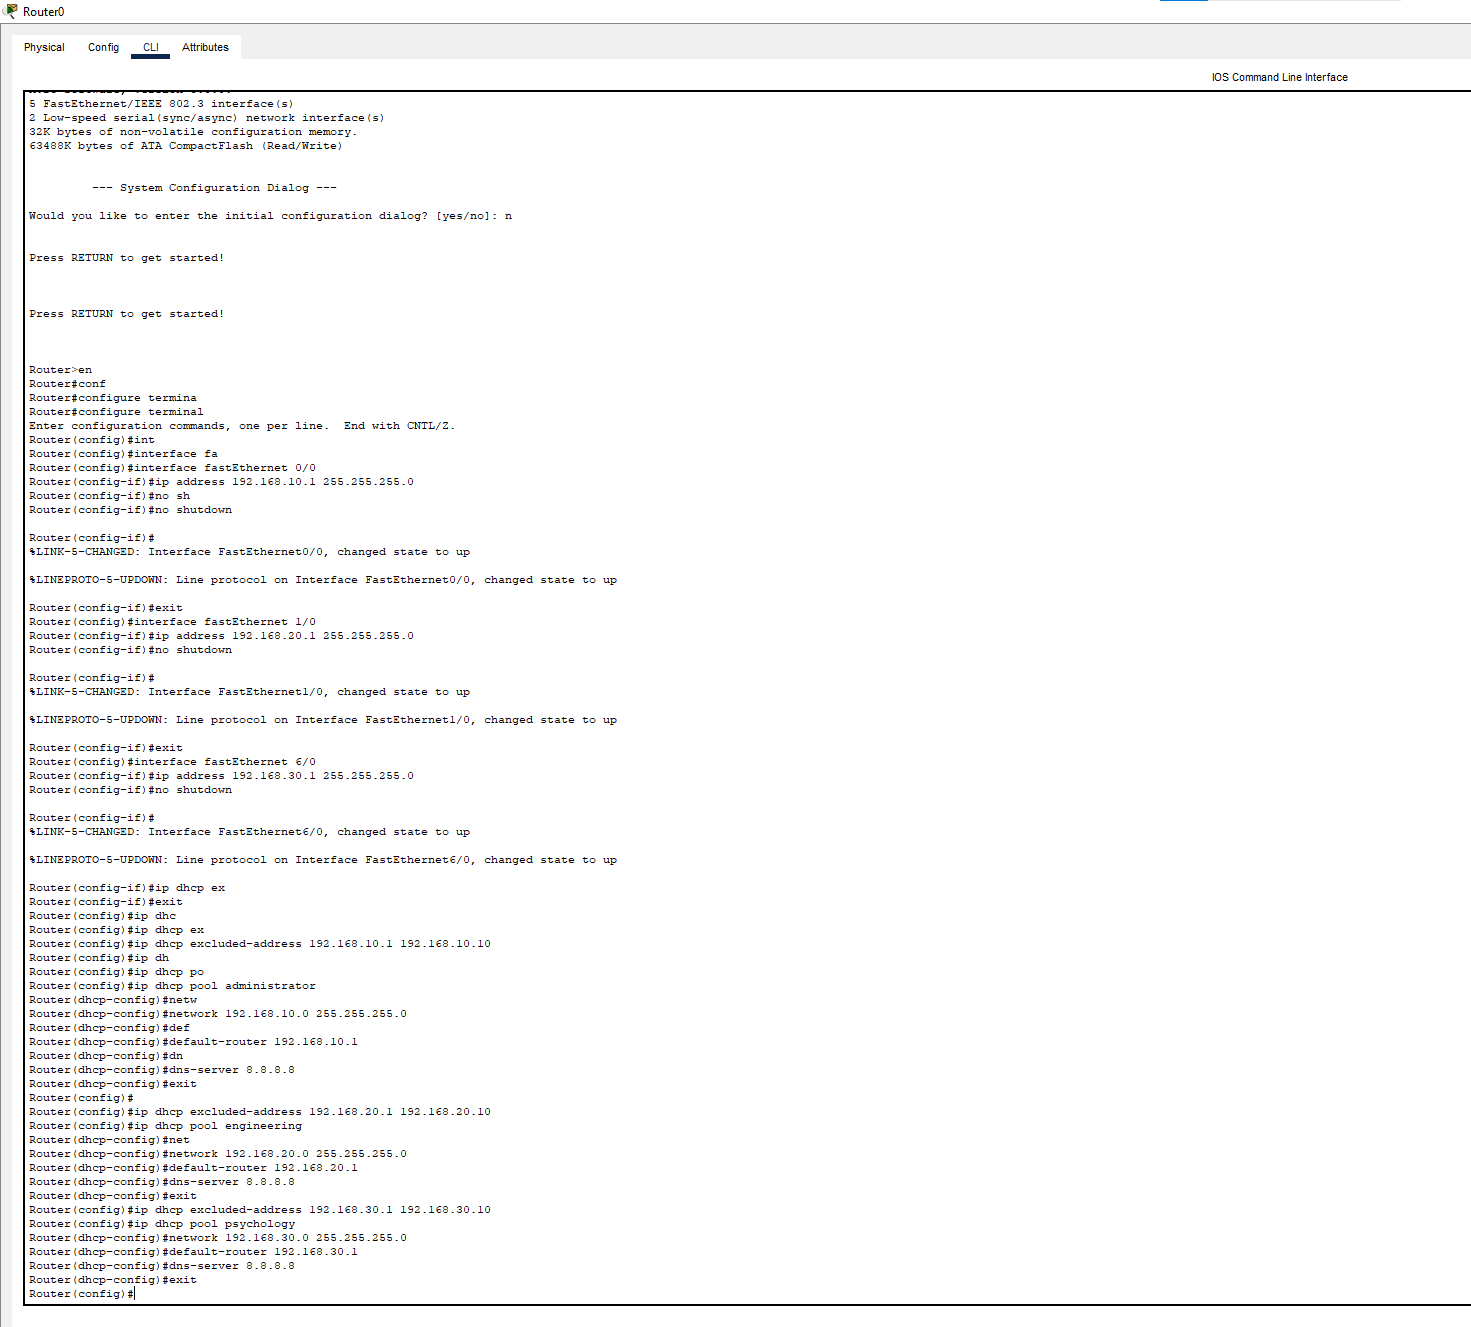 Router0
Physical Config CLI Attributes
IOS Command Line Interface
5 FastEthernet/IEEE 802.3 interface(s)
2 Low-speed serial(sync/async) network interface(s)
32K bytes of non-volatile configuration memory.
63488K bytes of ATA CompactFlash (Read/Write)
--- System Configuration Dialog ---
Would you like to enter the initial configuration dialog? [yes/no]: n
Press RETURN to get started!
Press RETURN to get started!
Router>en
Router#conf
Router#configure termina
Router#configure terminal
Enter configuration commands, one per line.  End with CNTL/Z.
Router(config)#int
Router(config)#interface fa
Router(config)#interface fastEthernet 0/0
Router(config-if)#ip address 192.168.10.1 255.255.255.0
Router(config-if)#no sh
Router(config-if)#no shutdown
Router(config-if)#
%LINK-5-CHANGED: Interface FastEthernet0/0, changed state to up
%LINEPROTO-5-UPDOWN: Line protocol on Interface FastEthernet0/0, changed state to up
Router(config-if)#exit
Router(config)#interface fastEthernet 1/0
Router(config-if)#ip address 192.168.20.1 255.255.255.0
Router(config-if)#no shutdown
Router(config-if)#
%LINK-5-CHANGED: Interface FastEthernet1/0, changed state to up
%LINEPROTO-5-UPDOWN: Line protocol on Interface FastEthernet1/0, changed state to up
Router(config-if)#exit
Router(config)#interface fastEthernet 6/0
Router(config-if)#ip address 192.168.30.1 255.255.255.0
Router(config-if)#no shutdown
Router(config-if)#
%LINK-5-CHANGED: Interface FastEthernet6/0, changed state to up
%LINEPROTO-5-UPDOWN: Line protocol on Interface FastEthernet6/0, changed state to up
Router(config-if)#ip dhcp ex
Router(config-if)#exit
Router(config)#ip dhc
Router(config)#ip dhcp ex
Router(config)#ip dhcp excluded-address 192.168.10.1 192.168.10.10
Router(config)#ip dh
Router(config)#ip dhcp po
Router(config)#ip dhcp pool administrator
Router(dhcp-config)#netw
Router(dhcp-config)#network 192.168.10.0 255.255.255.0
Router(dhcp-config)#def
Router(dhcp-config)#default-router 192.168.10.1
Router(dhcp-config)#dn
Router(dhcp-config)#dns-server 8.8.8.8
Router(dhcp-config)#exit
Router(config)#
Router(config)#ip dhcp excluded-address 192.168.20.1 192.168.20.10
Router(config)#ip dhcp pool engineering
Router(dhcp-config)#net
Router(dhcp-config)#network 192.168.20.0 255.255.255.0
Router(dhcp-config)#default-router 192.168.20.1
Router(dhcp-config)#dns-server 8.8.8.8
Router(dhcp-config)#exit
Router(config)#ip dhcp excluded-address 192.168.30.1 192.168.30.10
Router(config)#ip dhcp pool psychology
Router(dhcp-config)#network 192.168.30.0 255.255.255.0
Router(dhcp-config)#default-router 192.168.30.1
Router(dhcp-config)#dns-server 8.8.8.8
Router(dhcp-config)#exit
Router(config)#